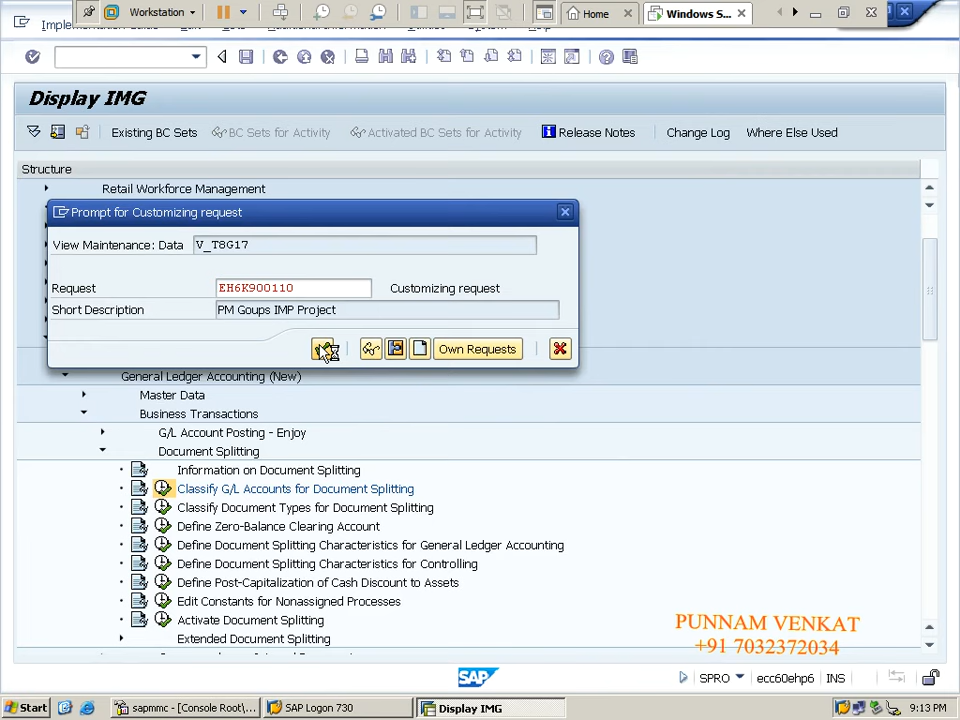 Workstation
Home
Windows S...
Display IMG
Existing BC Sets
BC Sets for Activity
Activated BC Sets for Activity
Release Notes
Change Log
Where Else Used
Structure
Retail Workforce Management
Prompt for Customizing request
View Maintenance: Data
V_T8G17
Request
EH6K900110
Customizing request
Short Description
PM Goups IMP Project
Own Requests
General Ledger Accounting (New)
Master Data
Business Transactions
G/L Account Posting - Enjoy
Document Splitting
Information on Document Splitting
Classify G/L Accounts for Document Splitting
Classify Document Types for Document Splitting
Define Zero-Balance Clearing Account
Define Document Splitting Characteristics for General Ledger Accounting
Define Document Splitting Characteristics for Controlling
Define Post-Capitalization of Cash Discount to Assets
Edit Constants for Nonassigned Processes
Activate Document Splitting
Extended Document Splitting
PUNNAM VENKAT
+91 7032372034
SAP
SPRO
ecc60ehp6
INS
Start
sapmmc - [Console Root\...
SAP Logon 730
Display IMG
9:13 PM